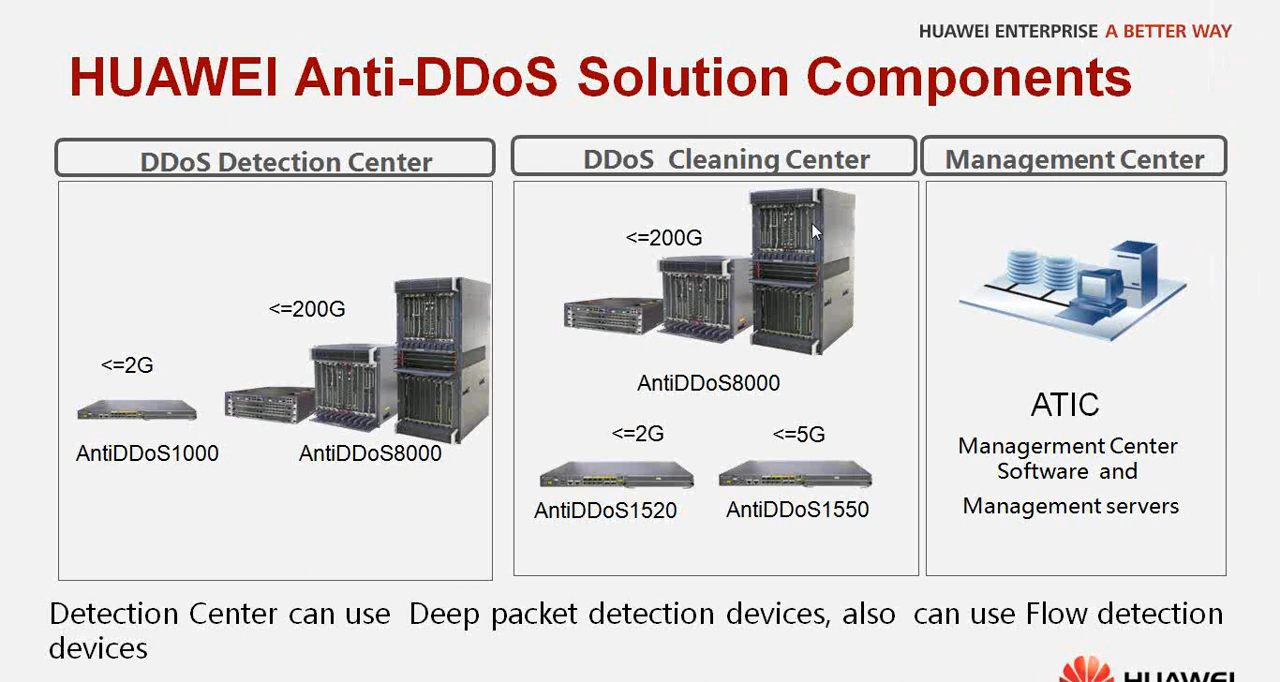 HUAWEI ENTERPRISE A BETTER WAY
HUAWEI Anti-DDoS Solution Components
DDoS Detection Center
DDoS Cleaning Center
Management Center
<=200G
<=2G
AntiDDoS1000
AntiDDoS8000
<=200G
AntiDDoS8000
<=2G
<=5G
AntiDDoS1520
AntiDDoS1550
ATIC
Managerment Center
Software and
Management servers
Detection Center can use Deep packet detection devices, also can use Flow detection
devices
HUAWEI